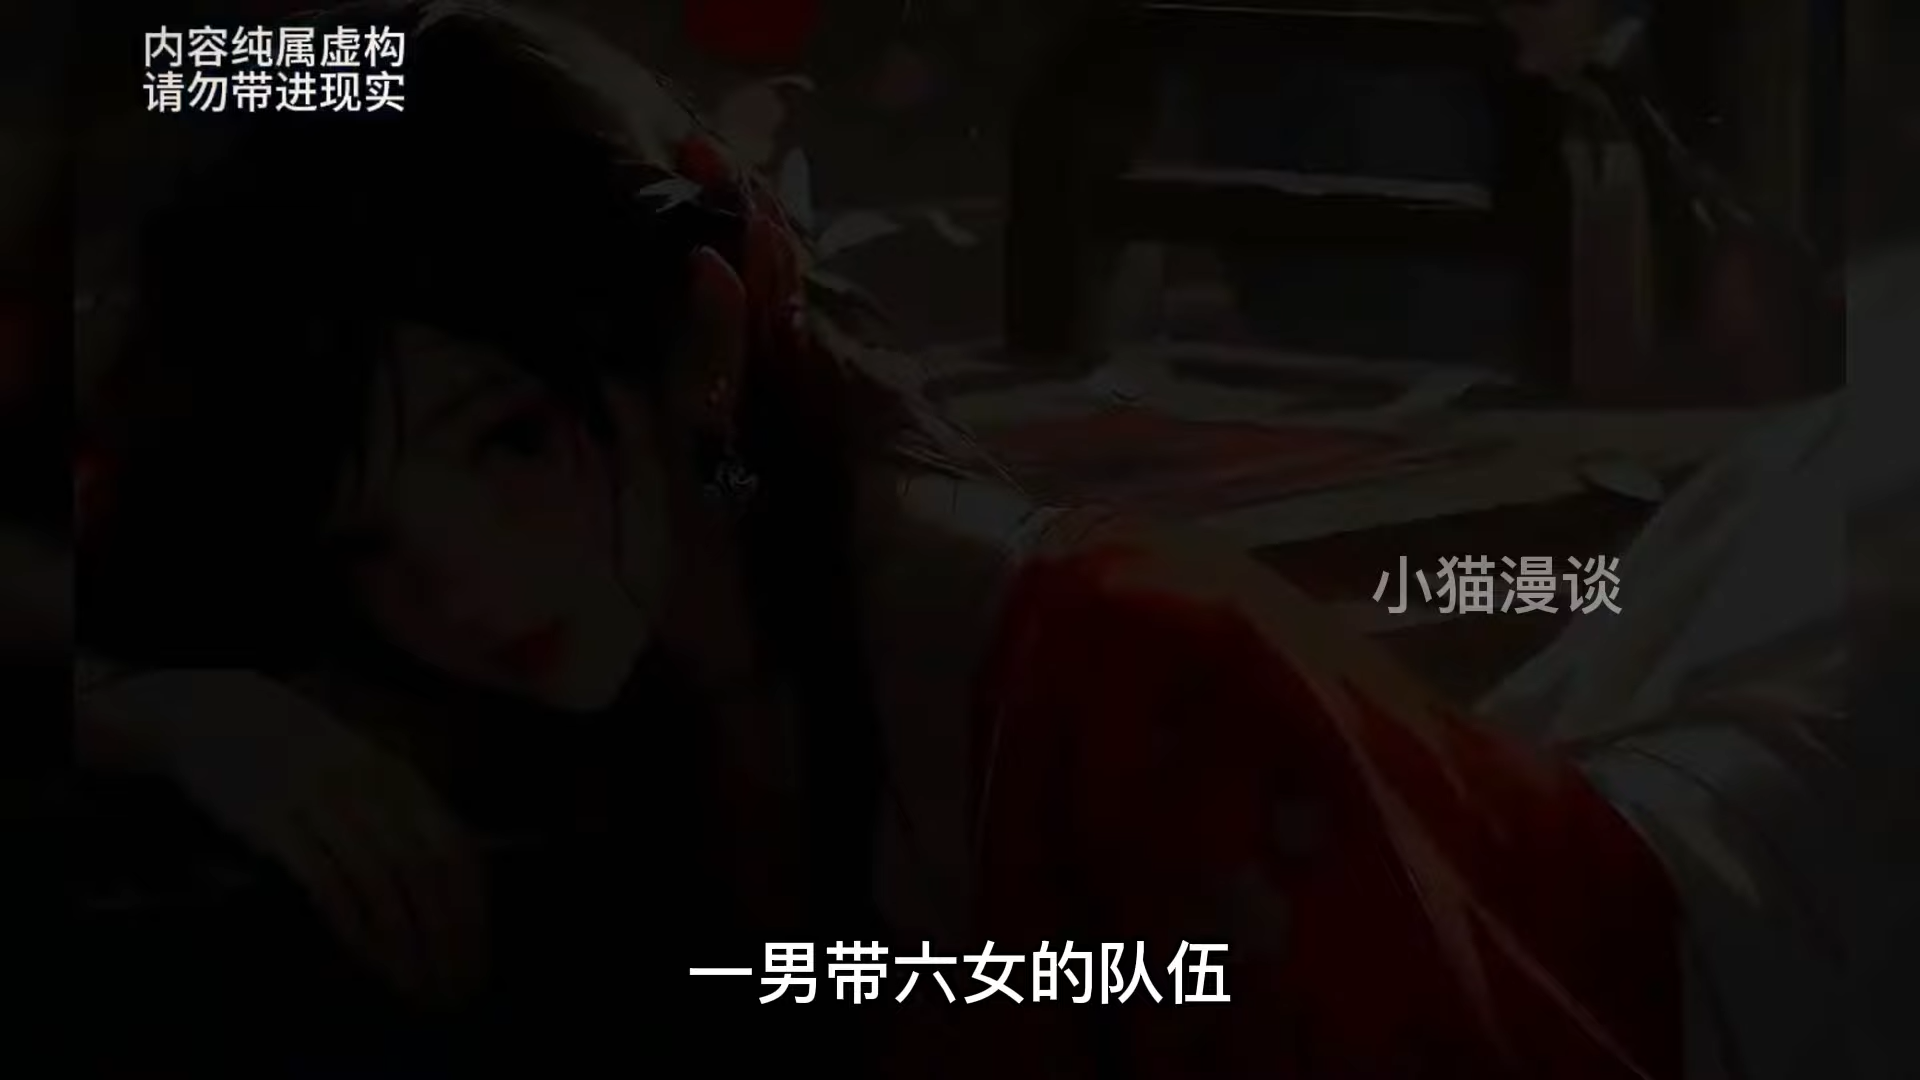 内容纯属虚构
请勿带进现实
小猫漫谈
一男带六女的队伍